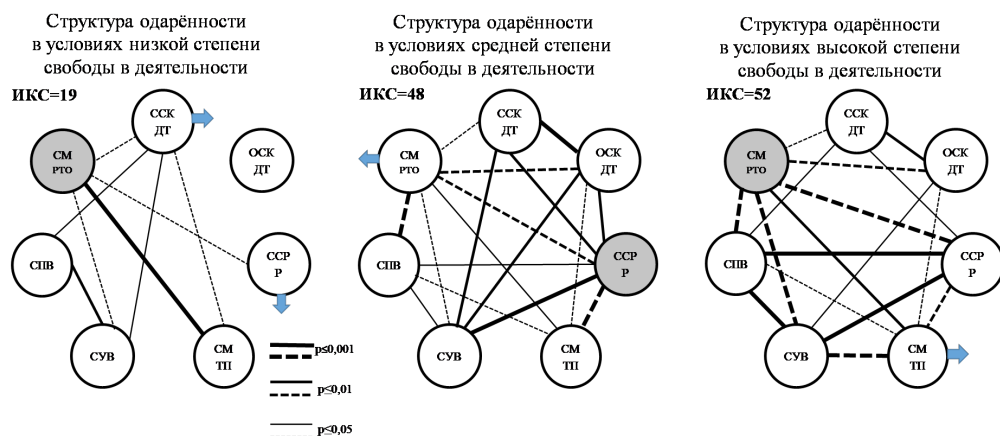 Структура одарённости
в условиях низкой степени
свободы в деятельности
ИКС=19
ССК
ДТ
СМ
РТО
ОСК
ДТ
СПВ
ССР
Р
СУВ
СМ
ТП
p≤0,001
p≤0,01
p≤0,05
Структура одарённости
в условиях средней степени
свободы в деятельности
ИКС=48
ССК
ДТ
СМ
РТО
ОСК
ДТ
СПВ
ССР
Р
СУВ
СМ
ТП
Структура одарённости
в условиях высокой степени
свободы в деятельности
ИКС=52
ССК
ДТ
СМ
РТО
ОСК
ДТ
СПВ
ССР
Р
СУВ
СМ
ТП